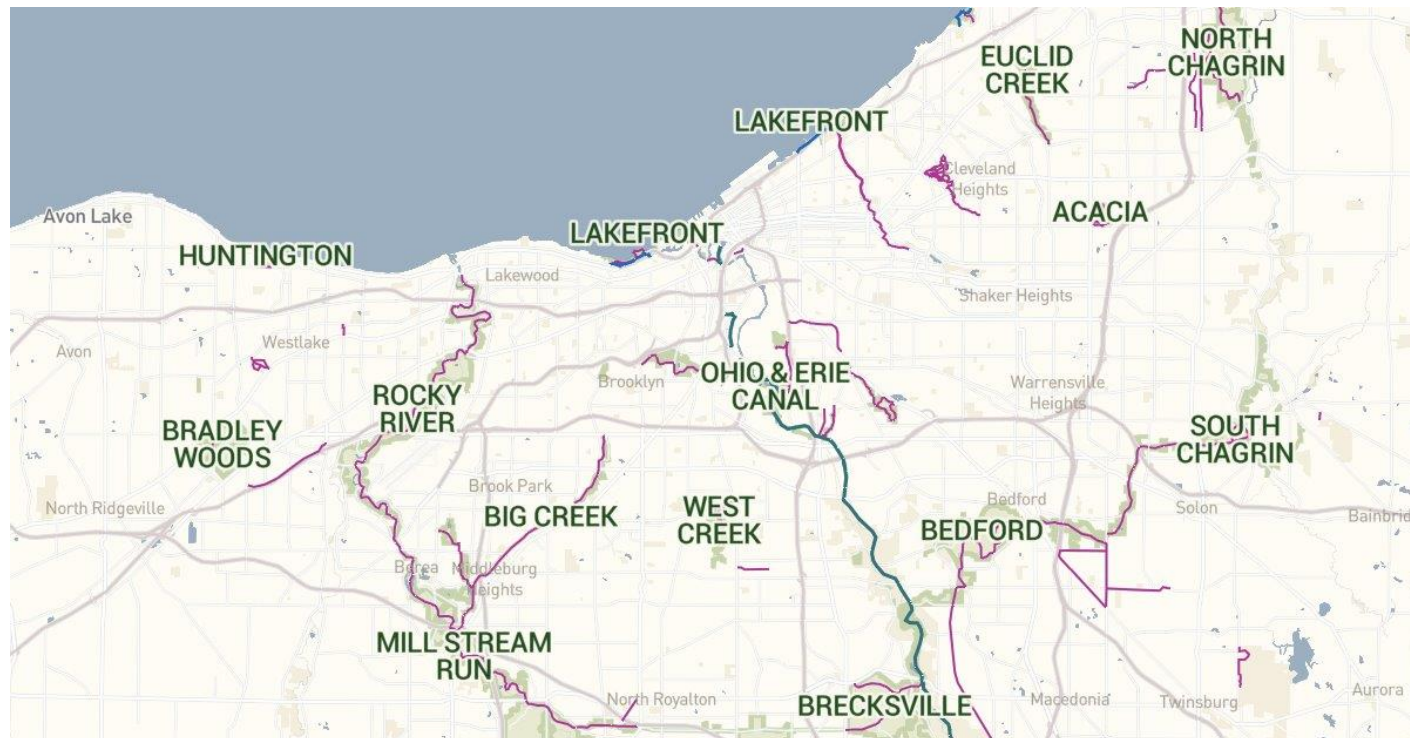 NORTH
CHAGRIN
EUCLID
CREEK
LAKEFRONT
Cleveland
Heights
Avon Lake
ACACIA
LAKEFRONT
HUNTINGTON
Lakewood
Shaker Heights
Westlake
Avon
OHIO & ERIE
CANAL
Brooklyn
Warrensville
Heights
ROCKY
RIVER
BRADLEY
WOODS
SOUTH
CHAGRIN
Brook Park
North Ridgeville
BIG CREEK
WEST
CREEK
Bedford
BEDFORD
Solon
Bainbrid
Berea
Middleburg
Heights
MILL STREAM
RUN
North Royalton
BRECKSVILLE
Macedonia
Twinsburg
Aurora